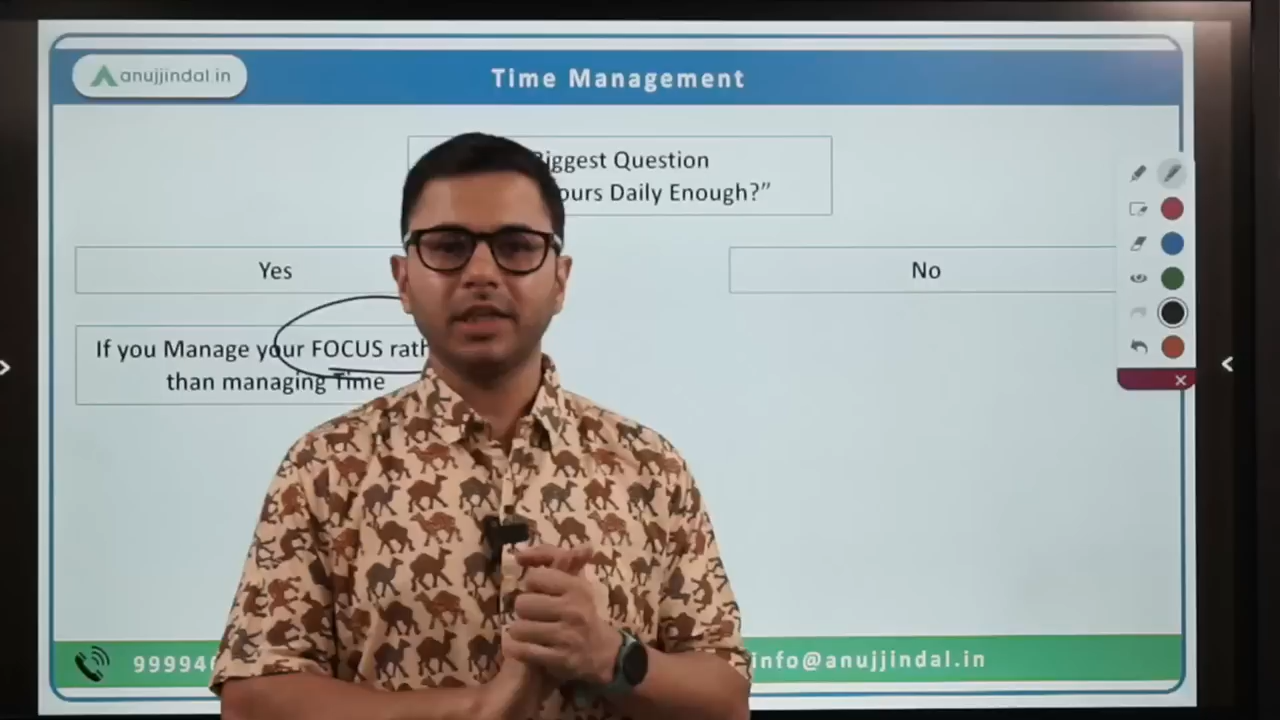 anujjindal.in
Time Management
Biggest Question
ours Daily Enough?”
Yes
No
If you Manage your FOCUS rath
than managing Time
99994
info@anujjindal.in